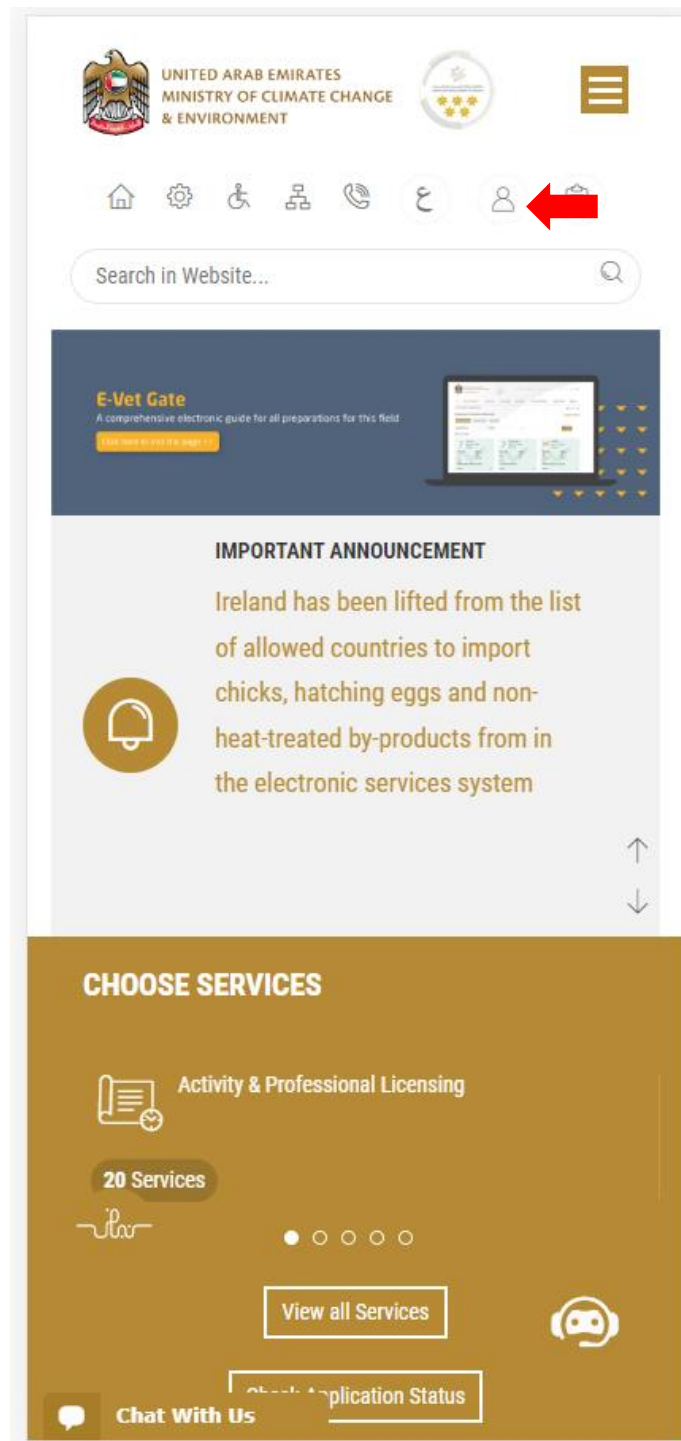 UNITED ARAB EMIRATES
MINISTRY OF CLIMATE CHANGE
& ENVIRONMENT
ع
Search in Website...
E-Vet Gate
A comprehensive electronic guide for all preparations for this field
IMPORTANT ANNOUNCEMENT
Ireland has been lifted from the list
of allowed countries to import
chicks, hatching eggs and non-
heat-treated by-products from in
the electronic services system
CHOOSE SERVICES
Activity & Professional Licensing
20 Services
View all Services
Check Application Status
Chat With Us